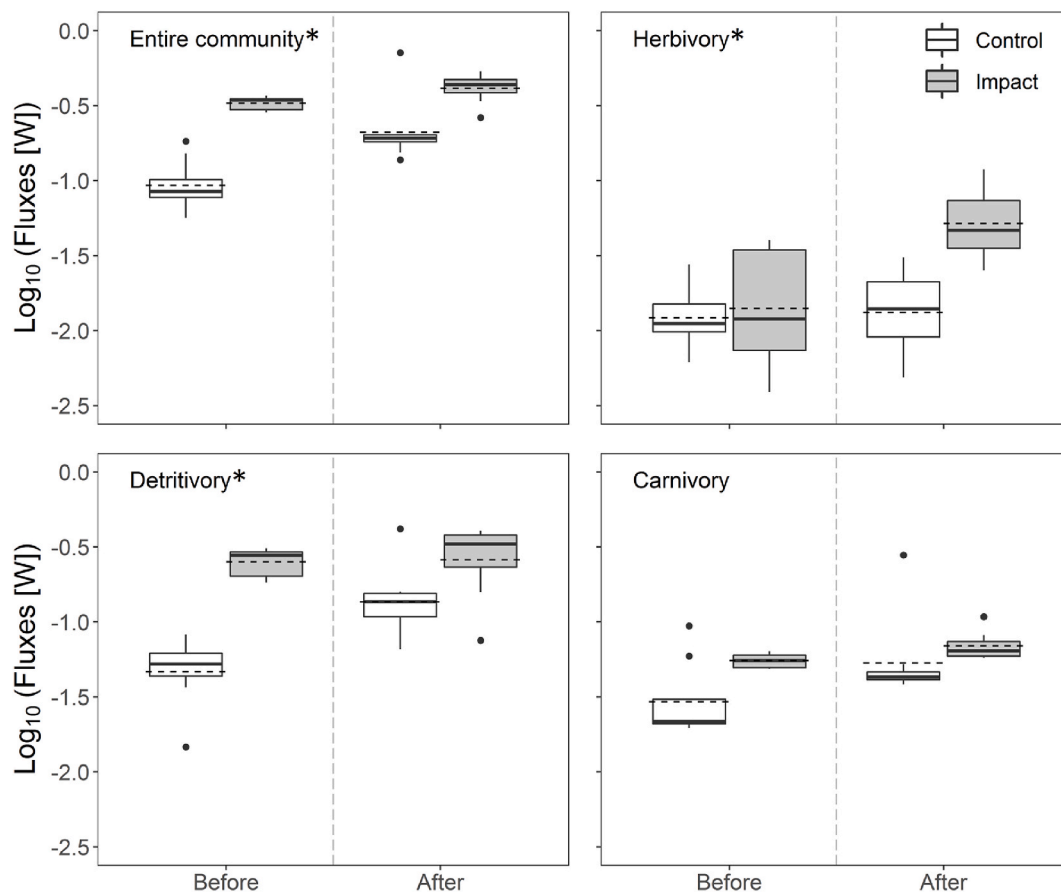 Entire community*
Herbivory*
Control
Impact
Log10 (Fluxes [W])
0.0
-0.5
-1.0
-1.5
-2.0
-2.5
Detritivory*
Carnivory
Log10 (Fluxes [W])
0.0
-0.5
-1.0
-1.5
-2.0
-2.5
Before
After
Before
After